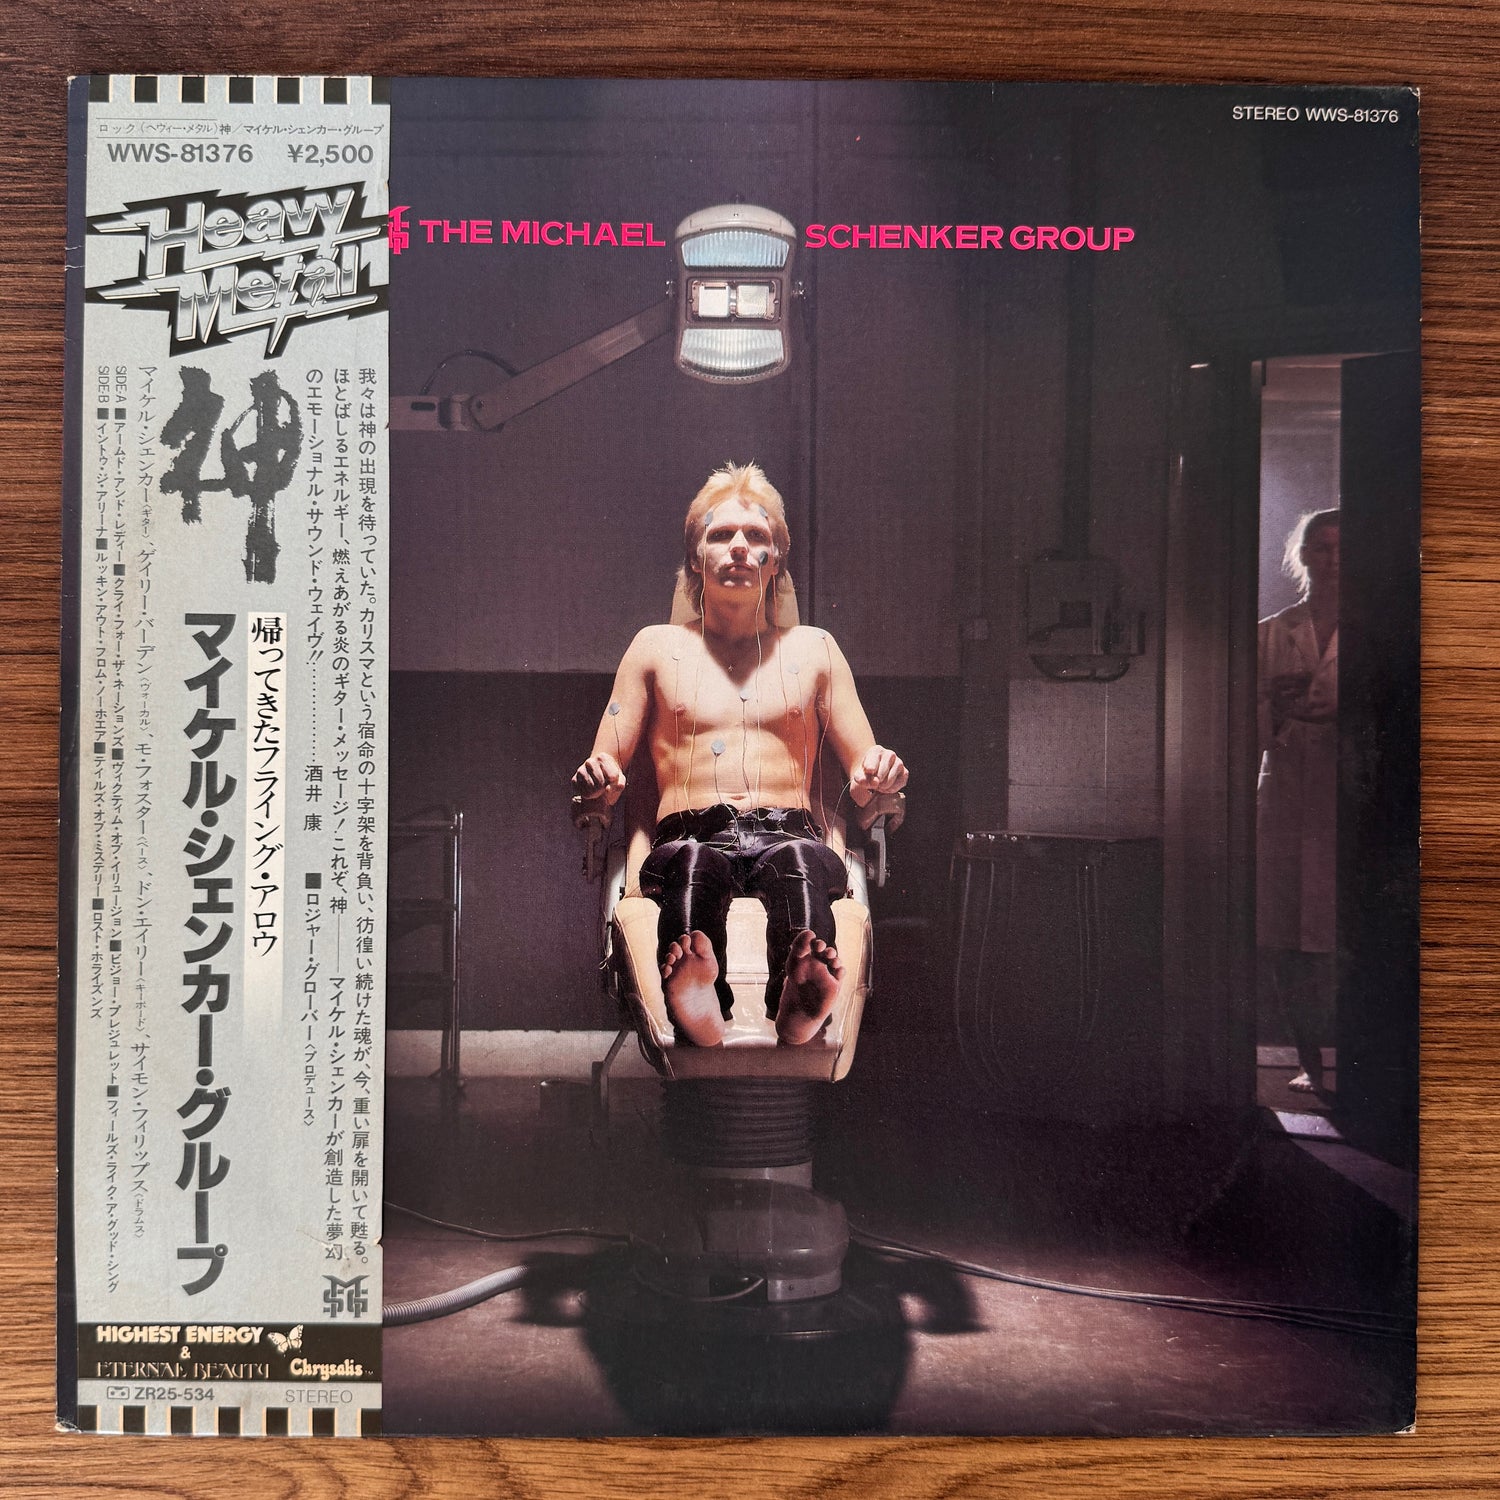 ロック(ヘヴィー・メタル)神/マイケル・シェンカー・グループ
WWS-81376 ¥2,500
Heavy
Metal
神
帰ってきたフライング・アロウ
マイケル・シェンカー・グループ
我々は神の出現を待っていた。カリスマという宿命の十字架を背負い、彷徨い続けた魂が、今、重い扉を開いて甦る。
ほとばしるエネルギー、燃えあがる炎のギター・メッセージ!これぞ、神——マイケル・シェンカーが創造した夢幻
のエモーショナル・サウンド・ウェイヴ!!……………酒井 康 ■ロジャー・グローバー〈プロデュース〉
マイケル・シェンカー〈ギター〉、ゲイリー・バーデン〈ヴォーカル〉、モ・フォスター〈ベース〉、ドン・エイリー〈キーボード〉、サイモン・フィリップス〈ドラムス〉
SIDE A ■アームド・アンド・レディー■クライ・フォー・ザ・ネーションズ■ヴィクティム・オブ・イリュージョン■ビジョー・プレジュレット■フィールズ・ライク・ア・グッド・シング
SIDE B ■イントゥ・ジ・アリーナ■ルッキン・アウト・フロム・ノーホエア■テイルズ・オブ・ミステリー■ロスト・ホライズンズ
HIGHEST ENERGY
&
ETERNAL BEAUTY Chrysalis
ZR25-534 STEREO
STEREO WWS-81376
THE MICHAEL SCHENKER GROUP